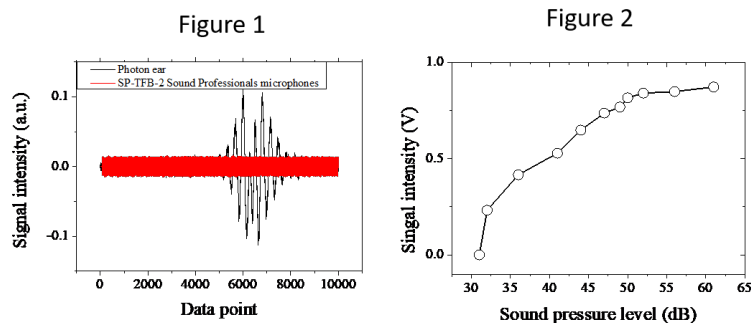 Figure 1
Figure 2
Photon ear
SP-TFB-2 Sound Professionals microphones
Signal intensity (a.u.)
0.1
0.0
-0.1
0
2000
4000
6000
8000
10000
Data point
Singal intensity (V)
1.0
0.5
0.0
30
35
40
45
50
55
60
65
Sound pressure level (dB)